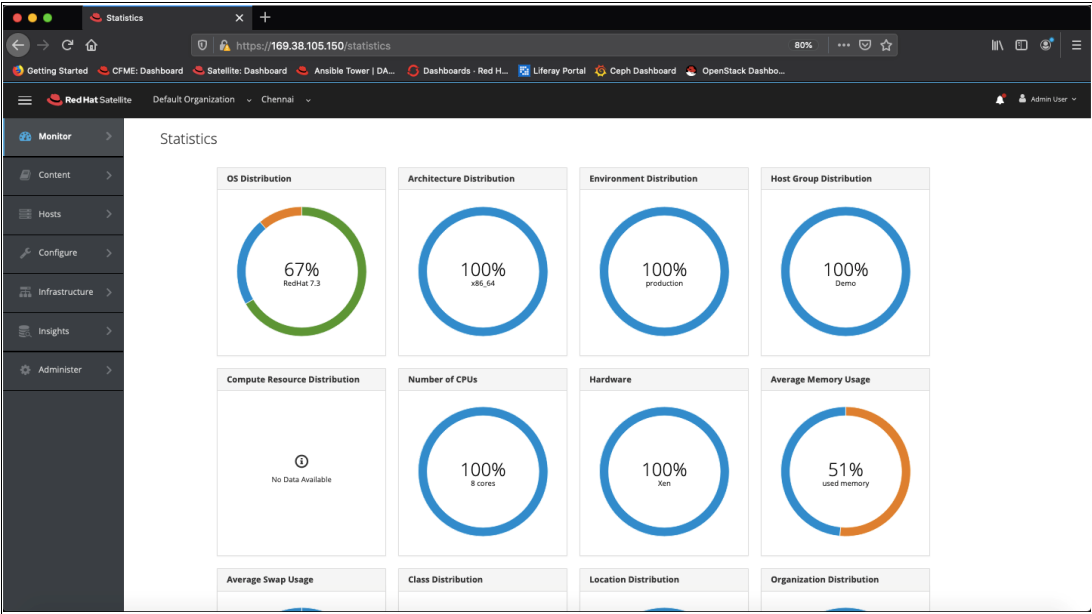 Statistics
https://169.38.105.150/statistics
80%
Getting Started CFME: Dashboard Satellite: Dashboard Ansible Tower | DA... Dashboards - Red H... Liferay Portal Ceph Dashboard OpenStack Dashbo...
Red Hat Satellite Default Organization Chennai Admin User
Monitor
Content
Hosts
Configure
Infrastructure
Insights
Administer
Statistics
OS Distribution
67%
RedHat 7.3
Architecture Distribution
100%
x86_64
Environment Distribution
100%
production
Host Group Distribution
100%
Demo
Compute Resource Distribution
No Data Available
Number of CPUs
100%
8 cores
Hardware
100%
Xen
Average Memory Usage
51%
used memory
Average Swap Usage
Class Distribution
Location Distribution
Organization Distribution